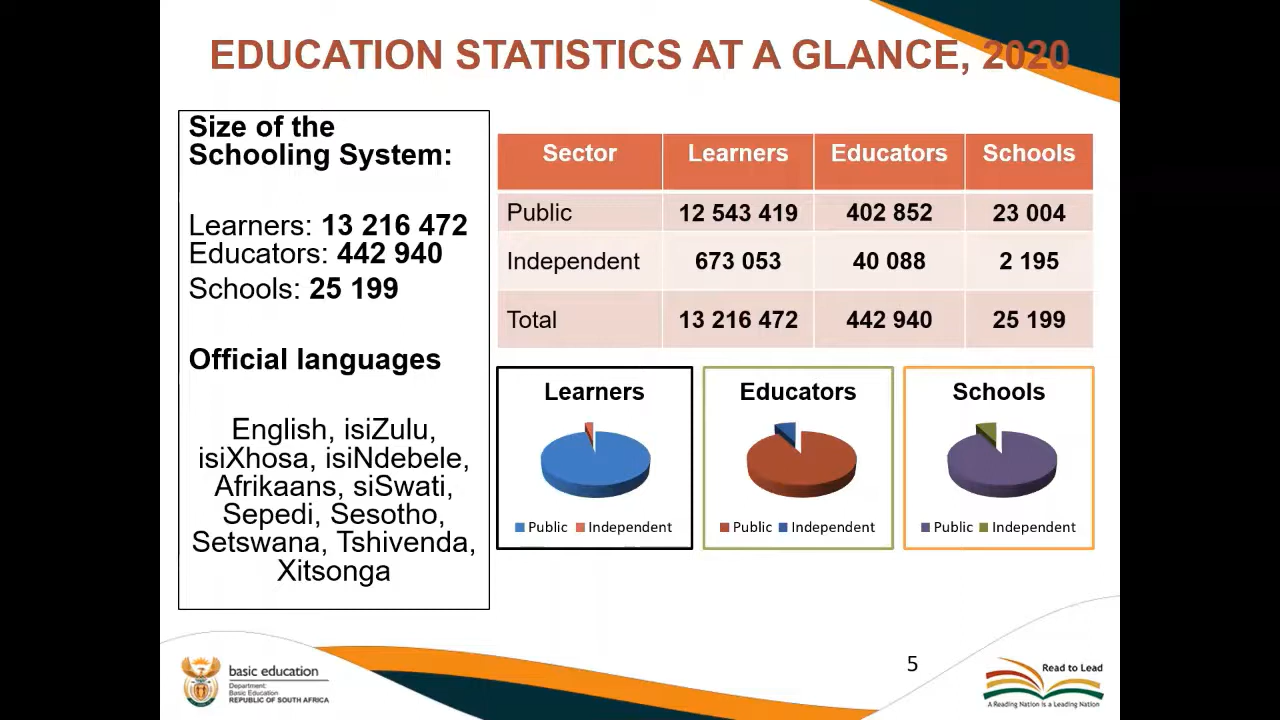 EDUCATION STATISTICS AT A GLANCE, 2020
Size of the
Schooling System:
Learners: 13 216 472
Educators: 442 940
Schools: 25 199
Official languages
English, isiZulu,
isiXhosa, isiNdebele,
Afrikaans, siSwati,
Sepedi, Sesotho,
Setswana, Tshivenda,
Xitsonga
Sector Learners Educators Schools
Public 12 543 419 402 852 23 004
Independent 673 053 40 088 2 195
Total 13 216 472 442 940 25 199
Learners
Public Independent
Educators
Public Independent
Schools
Public Independent
basic education
Department:
Basic Education
REPUBLIC OF SOUTH AFRICA
5
Read to Lead
A Reading Nation is a Leading Nation